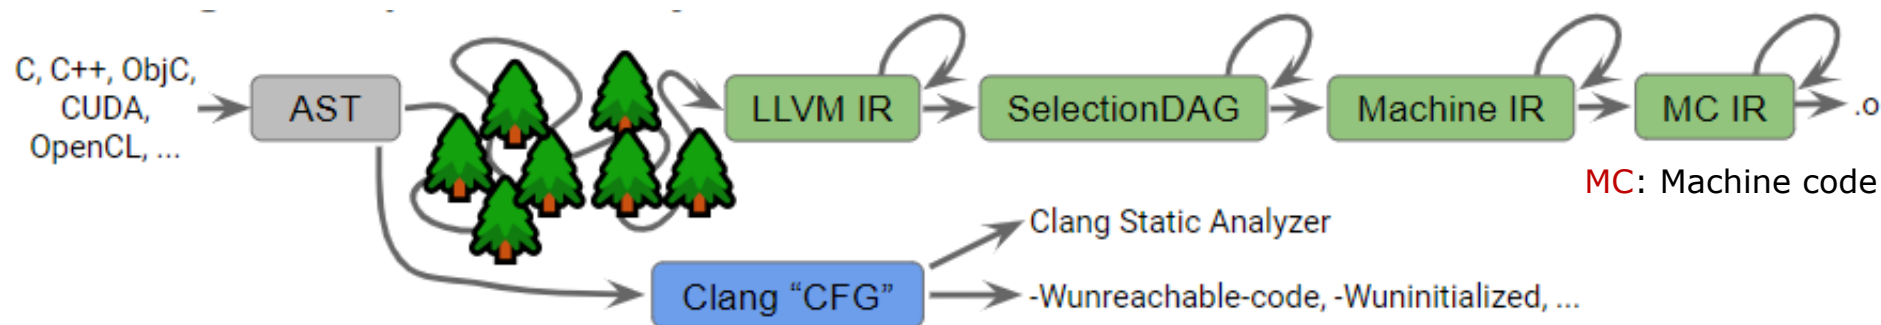 C, C++, ObjC,
CUDA,
OpenCL, ...
AST
LLVM IR
SelectionDAG
Machine IR
MC IR
.o
MC: Machine code
Clang Static Analyzer
Clang “CFG”
-Wunreachable-code, -Wuninitialized, ...